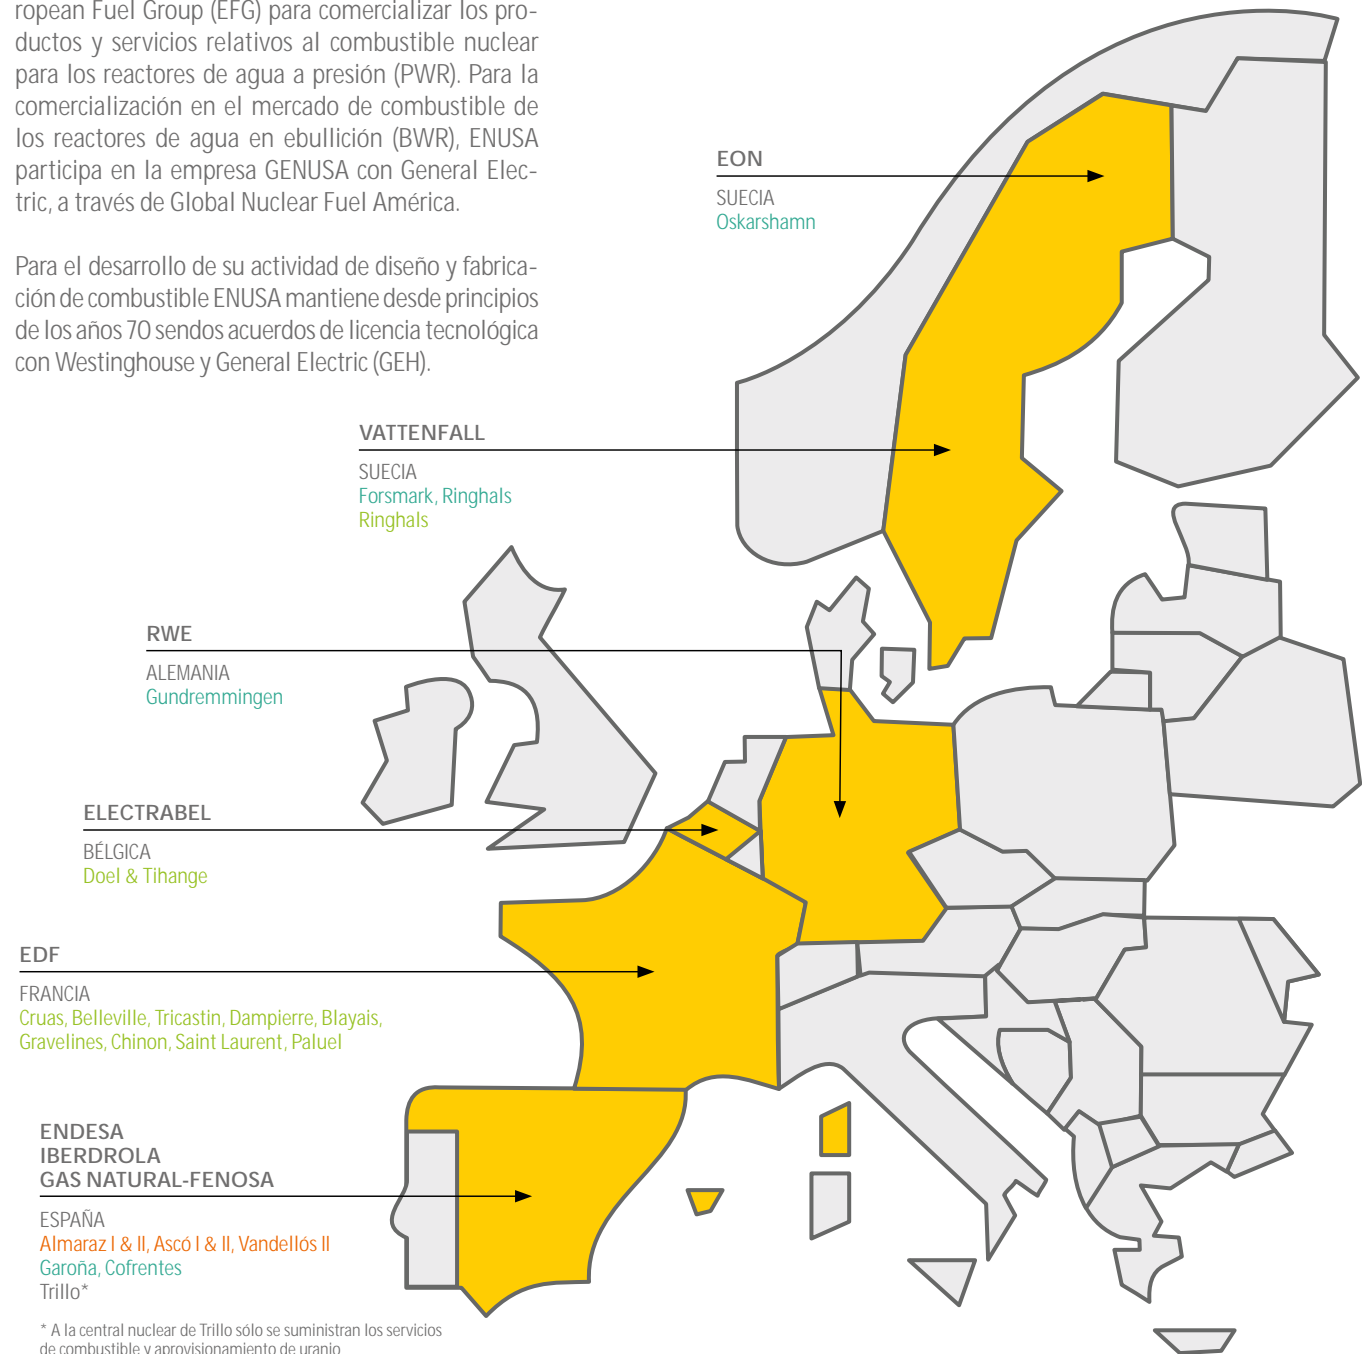 ropean Fuel Group (EFG) para comercializar los pro-
ductos y servicios relativos al combustible nuclear
para los reactores de agua a presión (PWR). Para la
comercialización en el mercado de combustible de
los reactores de agua en ebullición (BWR), ENUSA
participa en la empresa GENUSA con General Elec-
tric, a través de Global Nuclear Fuel América.
Para el desarrollo de su actividad de diseño y fabrica-
ción de combustible ENUSA mantiene desde principios
de los años 70 sendos acuerdos de licencia tecnológica
con Westinghouse y General Electric (GEH).
EON
SUECIA
Oskarshamn
VATTENFALL
SUECIA
Forsmark, Ringhals
Ringhals
RWE
ALEMANIA
Gundremmingen
ELECTRABEL
BÉLGICA
Doel & Tihange
EDF
FRANCIA
Cruas, Belleville, Tricastin, Dampierre, Blayais,
Gravelines, Chinon, Saint Laurent, Paluel
ENDESA
IBERDROLA
GAS NATURAL-FENOSA
ESPAÑA
Almaraz I & II, Ascó I & II, Vandellós II
Garoña, Cofrentes
Trillo*
* A la central nuclear de Trillo sólo se suministran los servicios
de combustible y aprovisionamiento de uranio